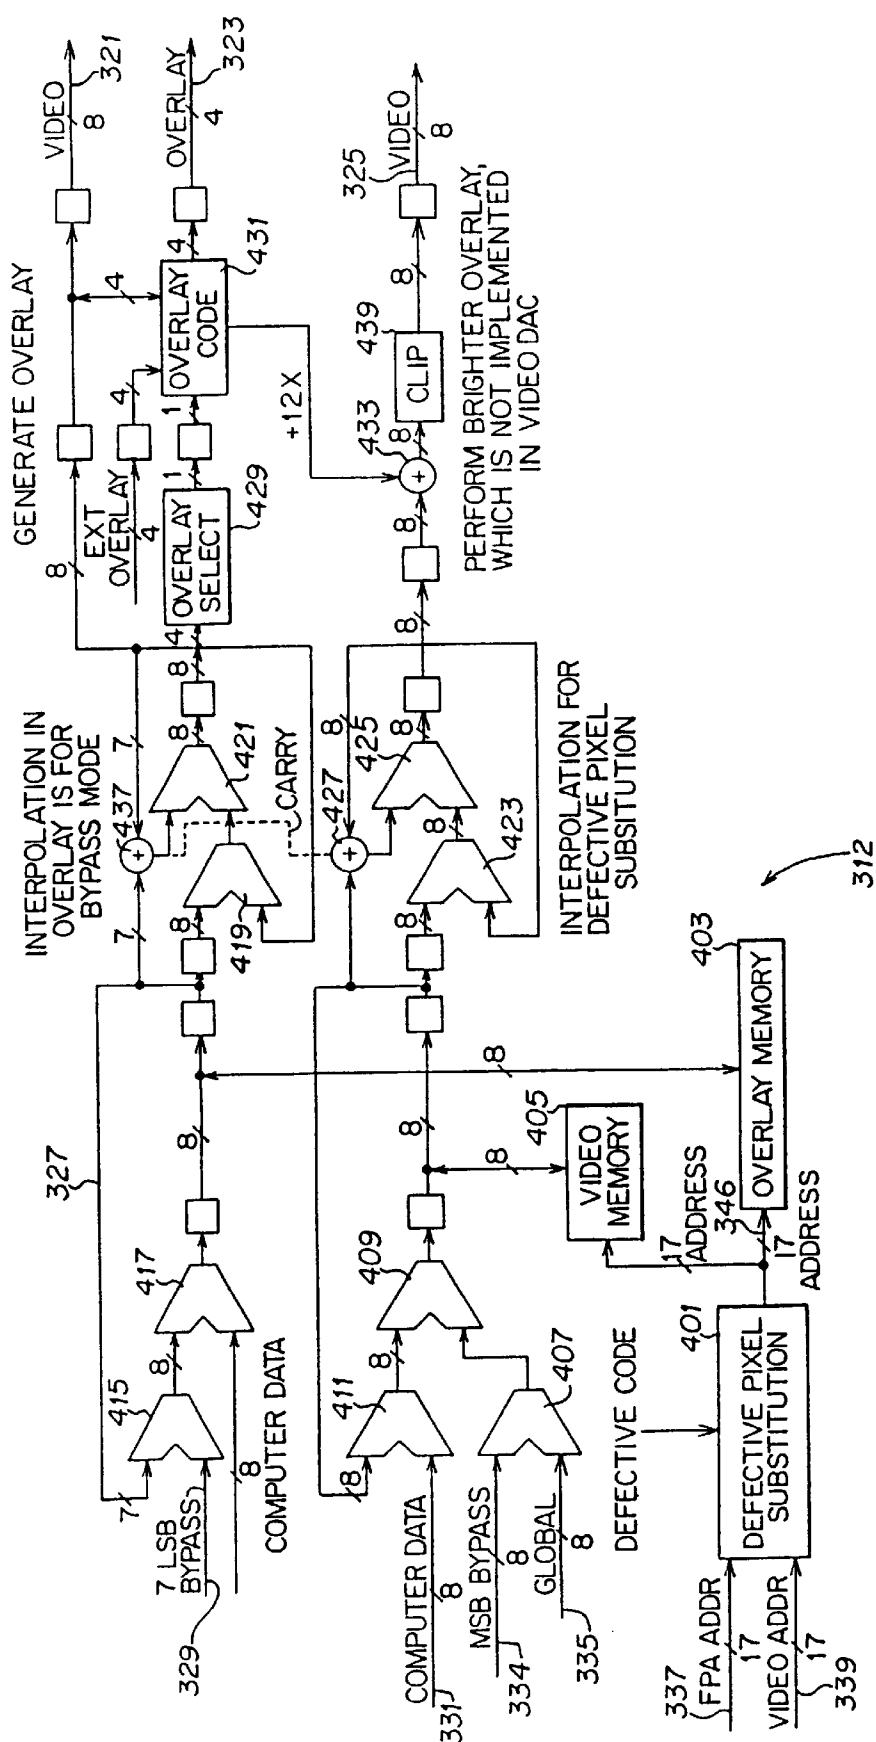 GENERATE OVERLAY
VIDEO
8
321
OVERLAY
4
323
8
EXT
OVERLAY
4
4
4
4
OVERLAY
CODE
431
1
1
OVERLAY
SELECT
429
+12X
INTERPOLATION IN
OVERLAY IS FOR
BYPASS MODE
437
7
7
8
4
8
421
CARRY
419
8
327
8
417
8
415
7
7 LSB
BYPASS
329
8
COMPUTER DATA
325
VIDEO
8
8
439
CLIP
433
8
8
8
PERFORM BRIGHTER OVERLAY,
WHICH IS NOT IMPLEMENTED
IN VIDEO DAC
8
425
8
427
8
423
8
INTERPOLATION FOR
DEFECTIVE PIXEL
SUBSITUTION
8
8
409
8
411
8
COMPUTER DATA
8
331
407
MSB BYPASS
8
334
GLOBAL
8
335
8
405
VIDEO
MEMORY
403
OVERLAY MEMORY
17
ADDRESS
346
17
ADDRESS
DEFECTIVE CODE
401
DEFECTIVE PIXEL
SUBSTITUTION
337
FPA ADDR
17
VIDEO ADDR
17
339
312